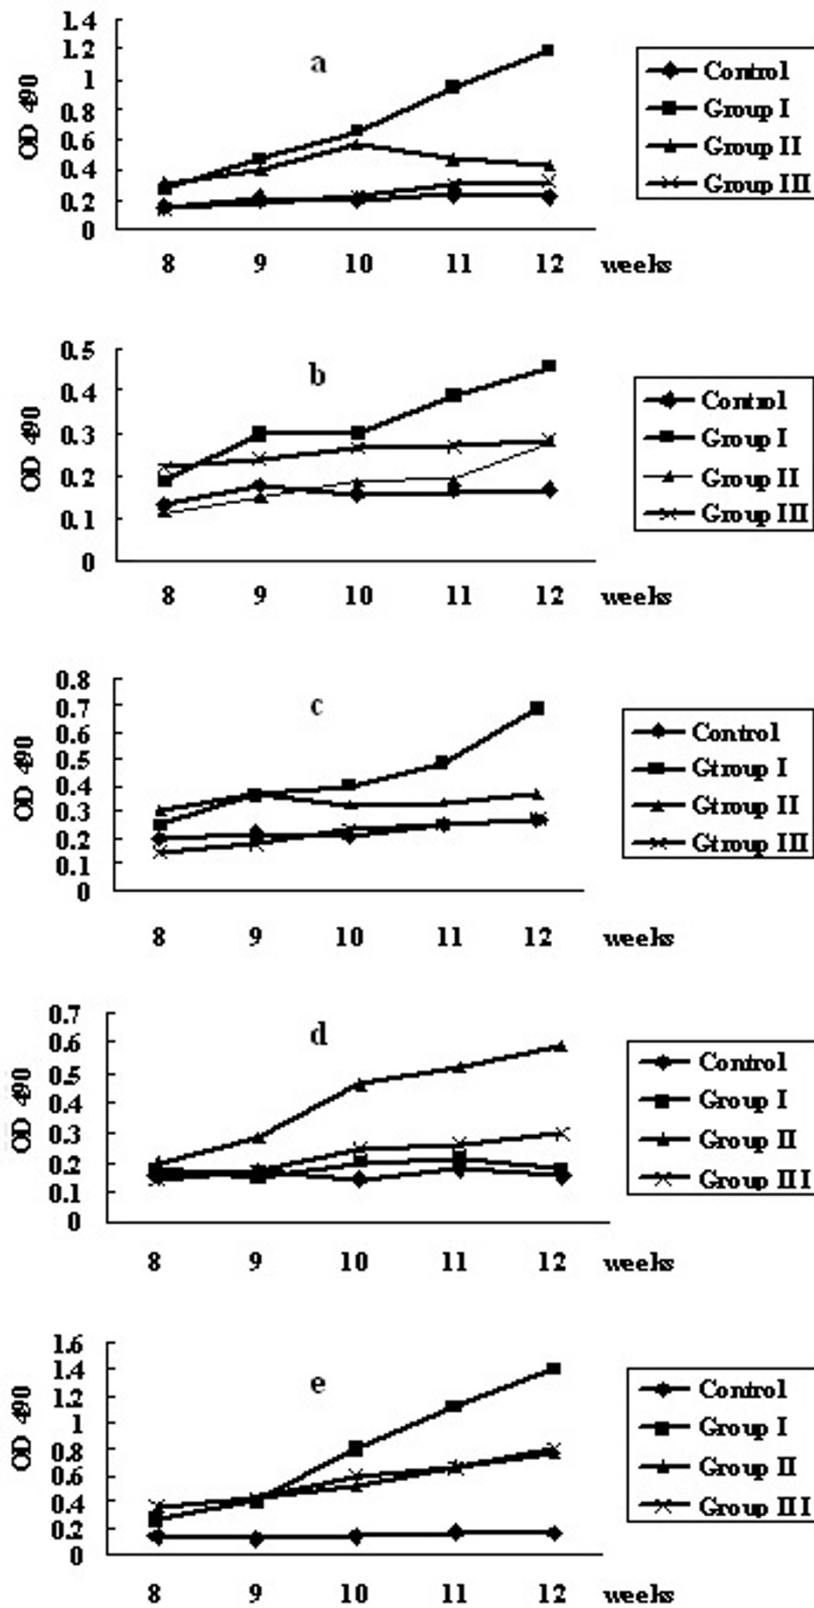 1.4
1.2
1
0.8
0.6
0.4
0.2
0
OD 490
a
8 9 10 11 12 weeks
Control
Group I
Group II
Group III
0.5
0.4
0.3
0.2
0.1
0
OD 490
b
8 9 10 11 12 weeks
Control
Group I
Group II
Group III
0.8
0.7
0.6
0.5
0.4
0.3
0.2
0.1
0
OD 490
c
8 9 10 11 12 weeks
Control
Gtroup I
Gtroup II
Gtroup III
0.7
0.6
0.5
0.4
0.3
0.2
0.1
0
OD 490
d
8 9 10 11 12 weeks
Control
Group I
Group II
Group III
1.6
1.4
1.2
1
0.8
0.6
0.4
0.2
0
OD 490
e
8 9 10 11 12 weeks
Control
Group I
Group II
Group III